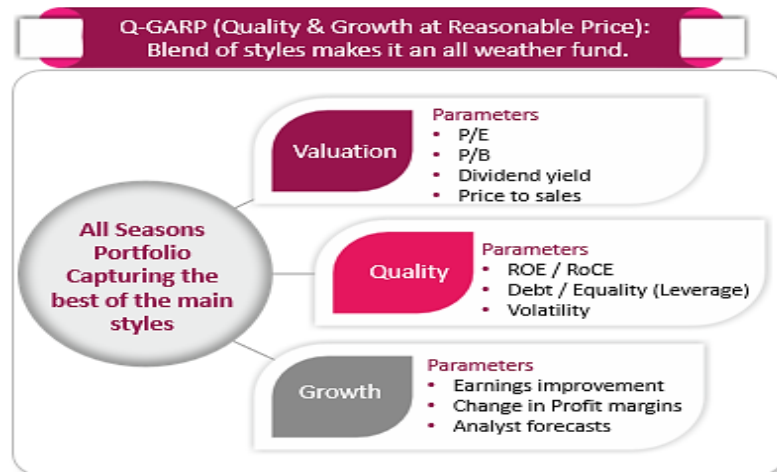 Q-GARP (Quality & Growth at Reasonable Price):
Blend of styles makes it an all weather fund.
All Seasons
Portfolio
Capturing the
best of the main
styles
Valuation
Parameters
• P/E
• P/B
• Dividend yield
• Price to sales
Quality
Parameters
• ROE / RoCE
• Debt / Equality (Leverage)
• Volatility
Growth
Parameters
• Earnings improvement
• Change in Profit margins
• Analyst forecasts